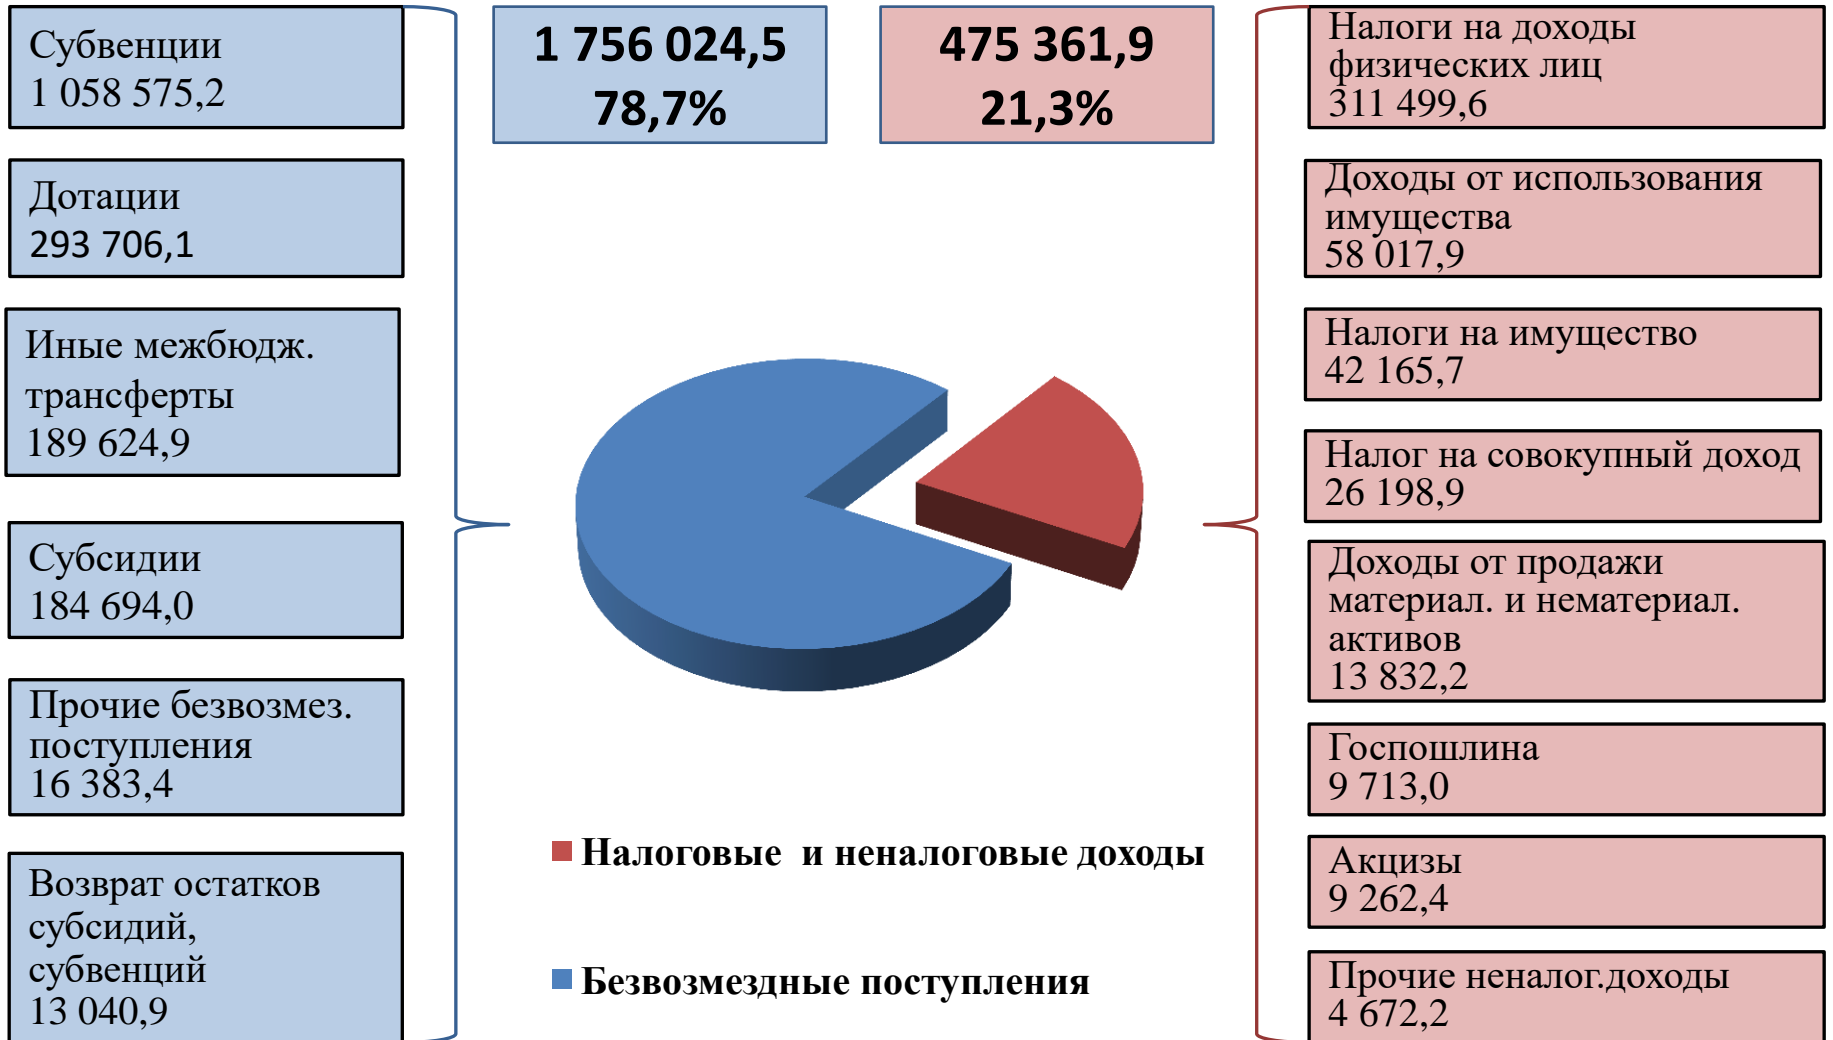 Субвенции
1 058 575,2
Дотации
293 706,1
Иные межбюдж.
трансферты
189 624,9
Субсидии
184 694,0
Прочие безвозмез.
поступления
16 383,4
Возврат остатков
субсидий,
субвенций
13 040,9
1 756 024,5
78,7%
475 361,9
21,3%
Налоговые и неналоговые доходы
Безвозмездные поступления
Налоги на доходы
физических лиц
311 499,6
Доходы от использования
имущества
58 017,9
Налоги на имущество
42 165,7
Налог на совокупный доход
26 198,9
Доходы от продажи
материал. и нематериал.
активов
13 832,2
Госпошлина
9 713,0
Акцизы
9 262,4
Прочие неналог.доходы
4 672,2